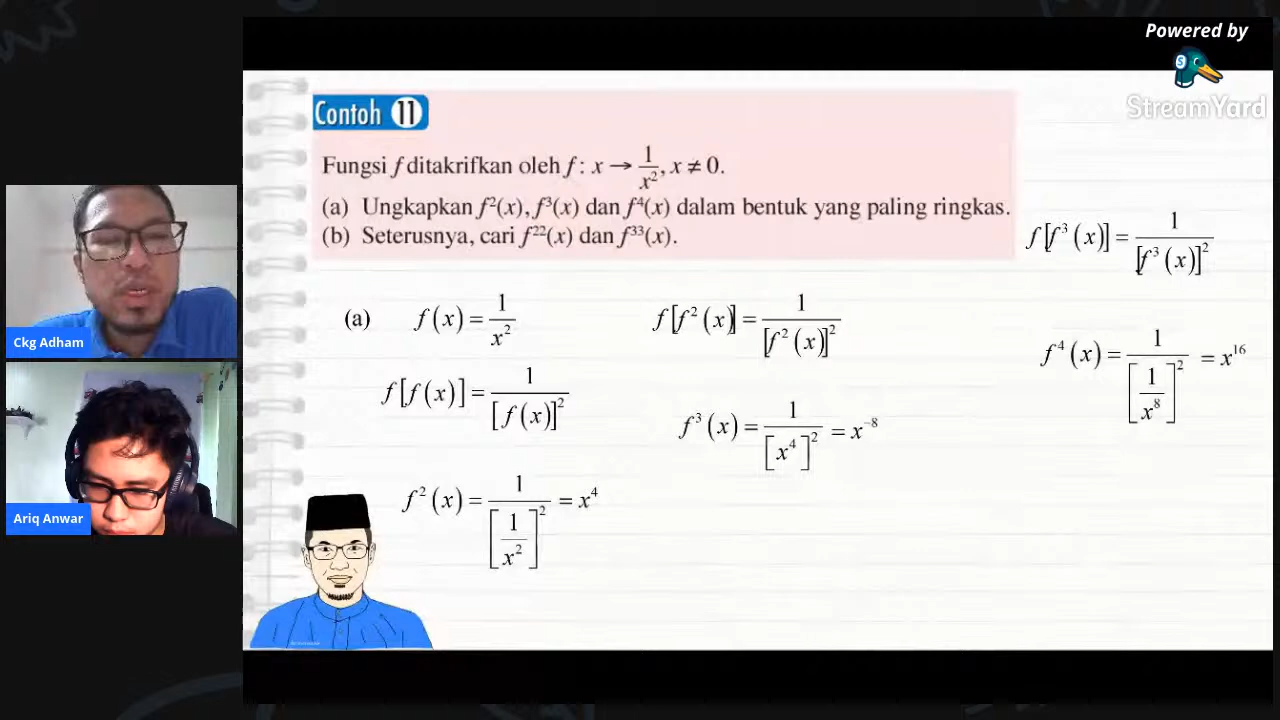 Powered by
StreamYard
Contoh 11
Fungsi f ditakrifkan oleh f : x → 1/x², x ≠ 0.
(a) Ungkapkan f²(x), f³(x) dan f⁴(x) dalam bentuk yang paling ringkas.
(b) Seterusnya, cari f²²(x) dan f³³(x).
(a) f(x) = 1/x²
f[f(x)] = 1/[f(x)]²
f²(x) = 1/[1/x²]² = x⁴
f[f²(x)] = 1/[f²(x)]²
f³(x) = 1/[x⁴]² = x⁻⁸
f[f³(x)] = 1/[f³(x)]²
f⁴(x) = 1/[1/x⁸]² = x¹⁶
Ckg Adham
Ariq Anwar